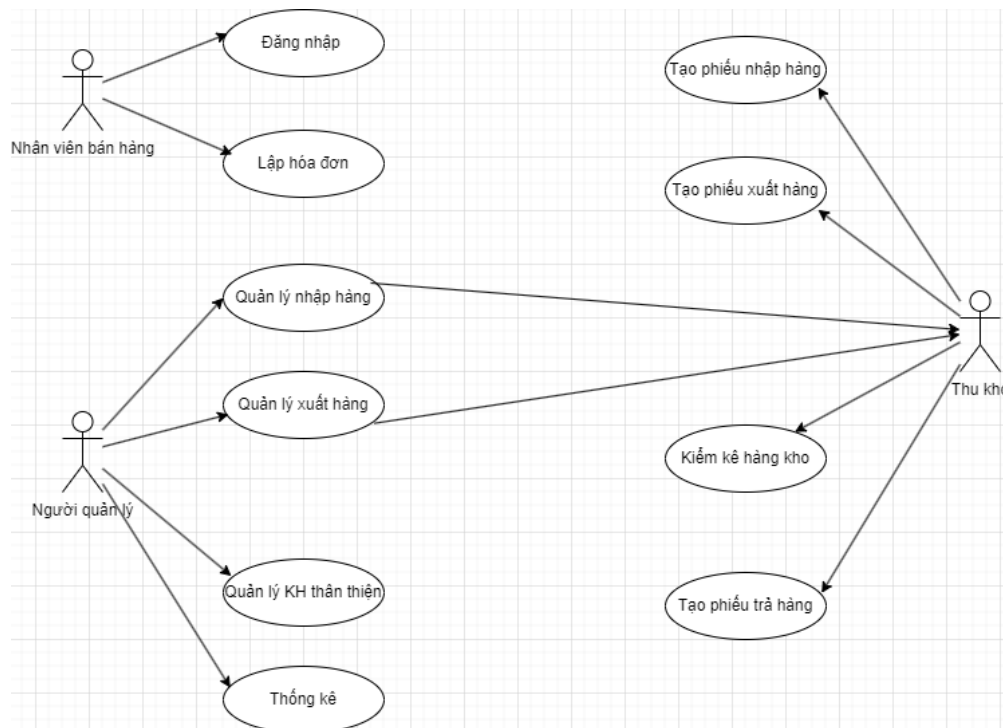 Đăng nhập
Tạo phiếu nhập hàng
Nhân viên bán hàng
Lập hóa đơn
Tạo phiếu xuất hàng
Quản lý nhập hàng
Thu kho
Quản lý xuất hàng
Kiểm kê hàng kho
Người quản lý
Quản lý KH thân thiện
Tạo phiếu trả hàng
Thống kê